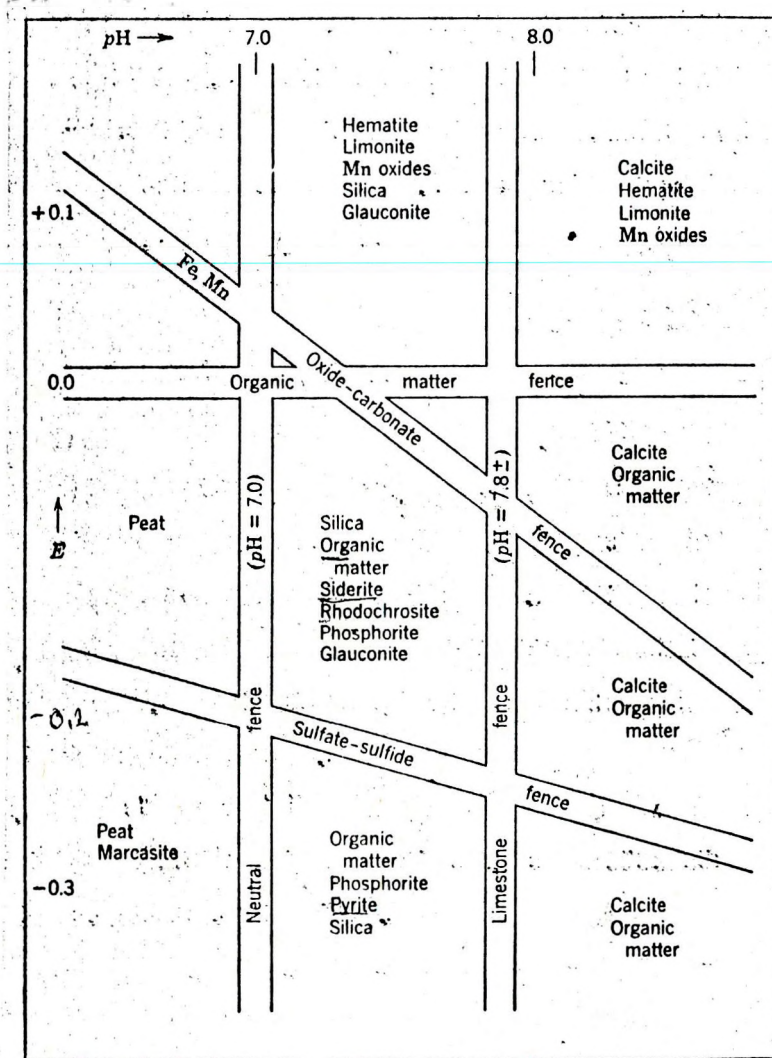 pH → 7.0 8.0
Hematite
Limonite
Mn oxides
Silica
Glauconite
Calcite
Hematite
Limonite
Mn oxides
+0.1
Fe, Mn
Oxide-carbonate
fence
0.0
Organic matter fence
Calcite
Organic
matter
(pH = 7.0)
(pH = 7.8±)
↑
E
Peat
Silica
Organic
matter
Siderite
Rhodochrosite
Phosphorite
Glauconite
Calcite
Organic
matter
-0.2
Sulfate-sulfide
fence
Neutral fence
Limestone fence
Peat
Marcasite
Organic
matter
Phosphorite
Pyrite
Silica
-0.3
Calcite
Organic
matter